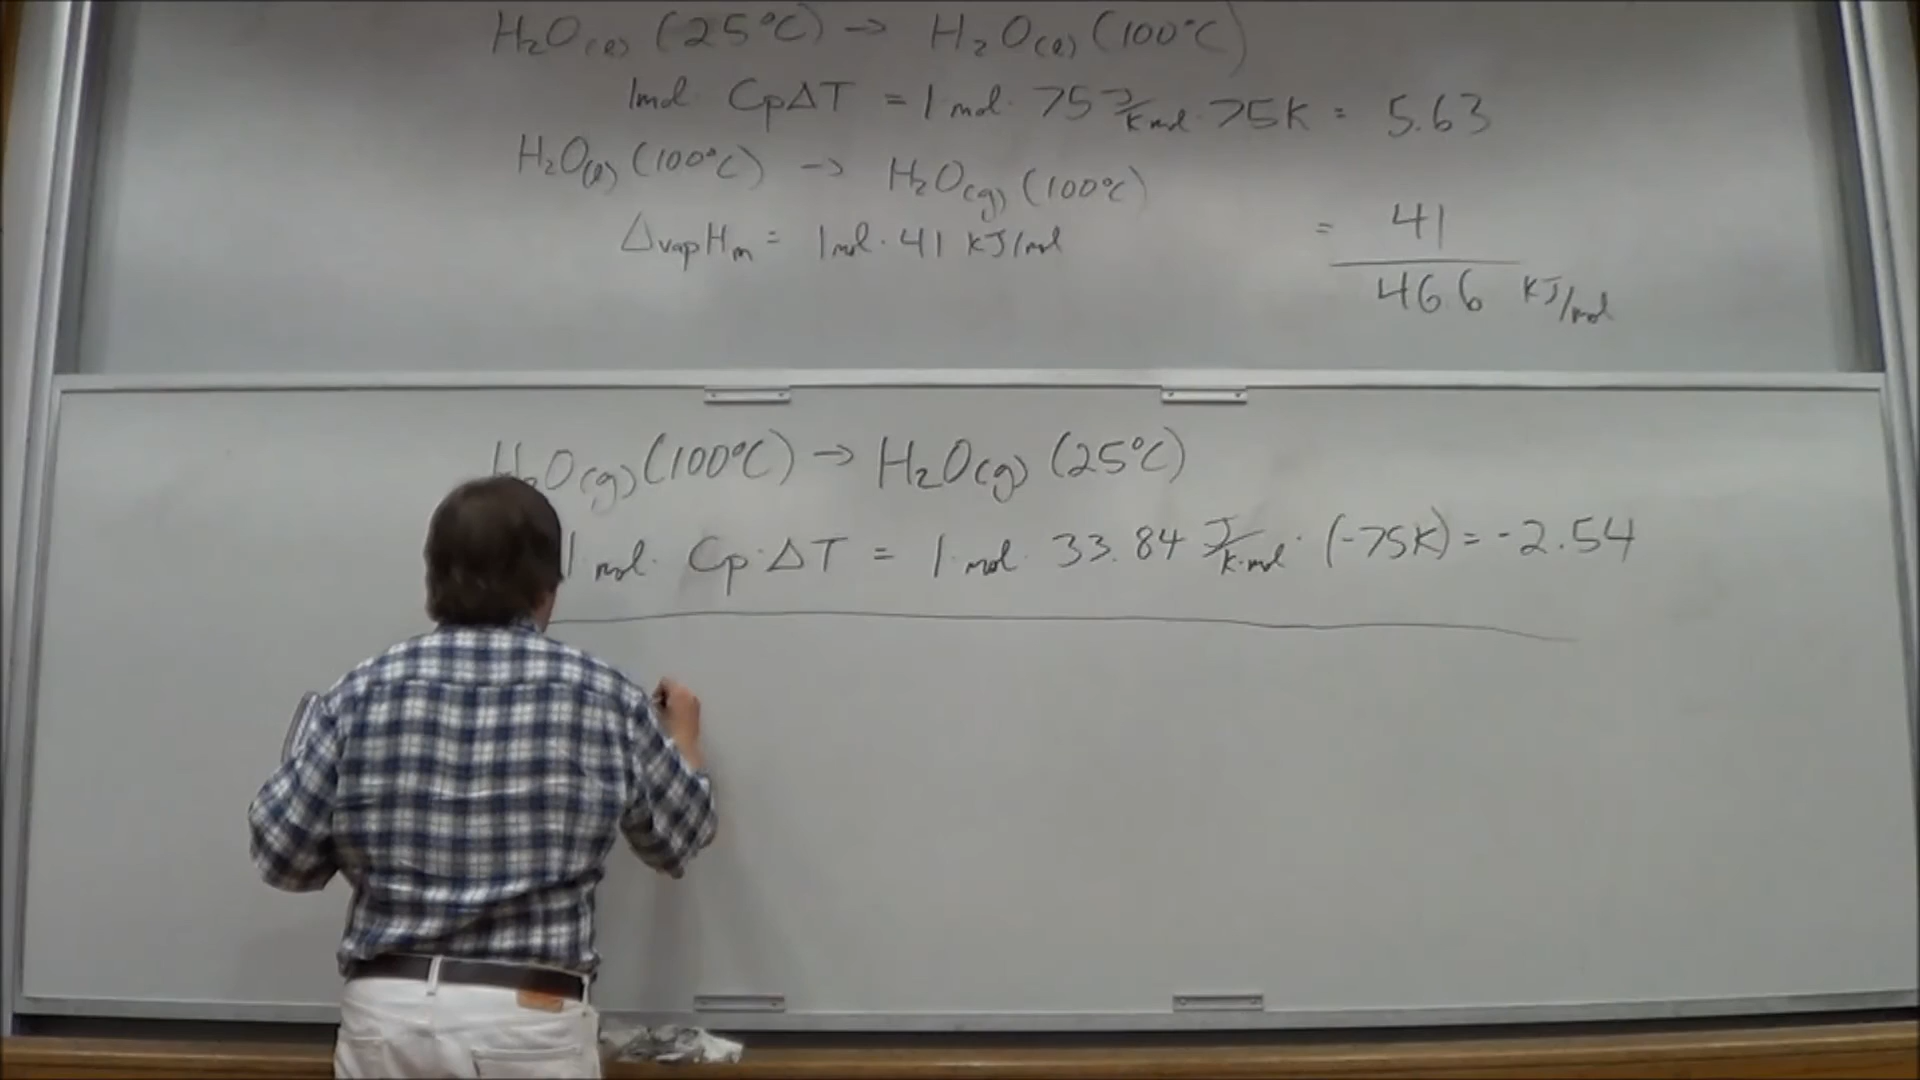 H₂O(ℓ) (25°C) → H₂O(ℓ) (100°C)
1mol · CpΔT = 1 · mol · 75 J/K mol · 75K = 5.63
H₂O(ℓ) (100°C) → H₂O(g) (100°C)
ΔvapHm = 1mol · 41 kJ/mol = 41
46.6 kJ/mol
H₂O(g) (100°C) → H₂O(g) (25°C)
1 mol · Cp · ΔT = 1 · mol · 33.84 J/K·mol · (-75K) = -2.54